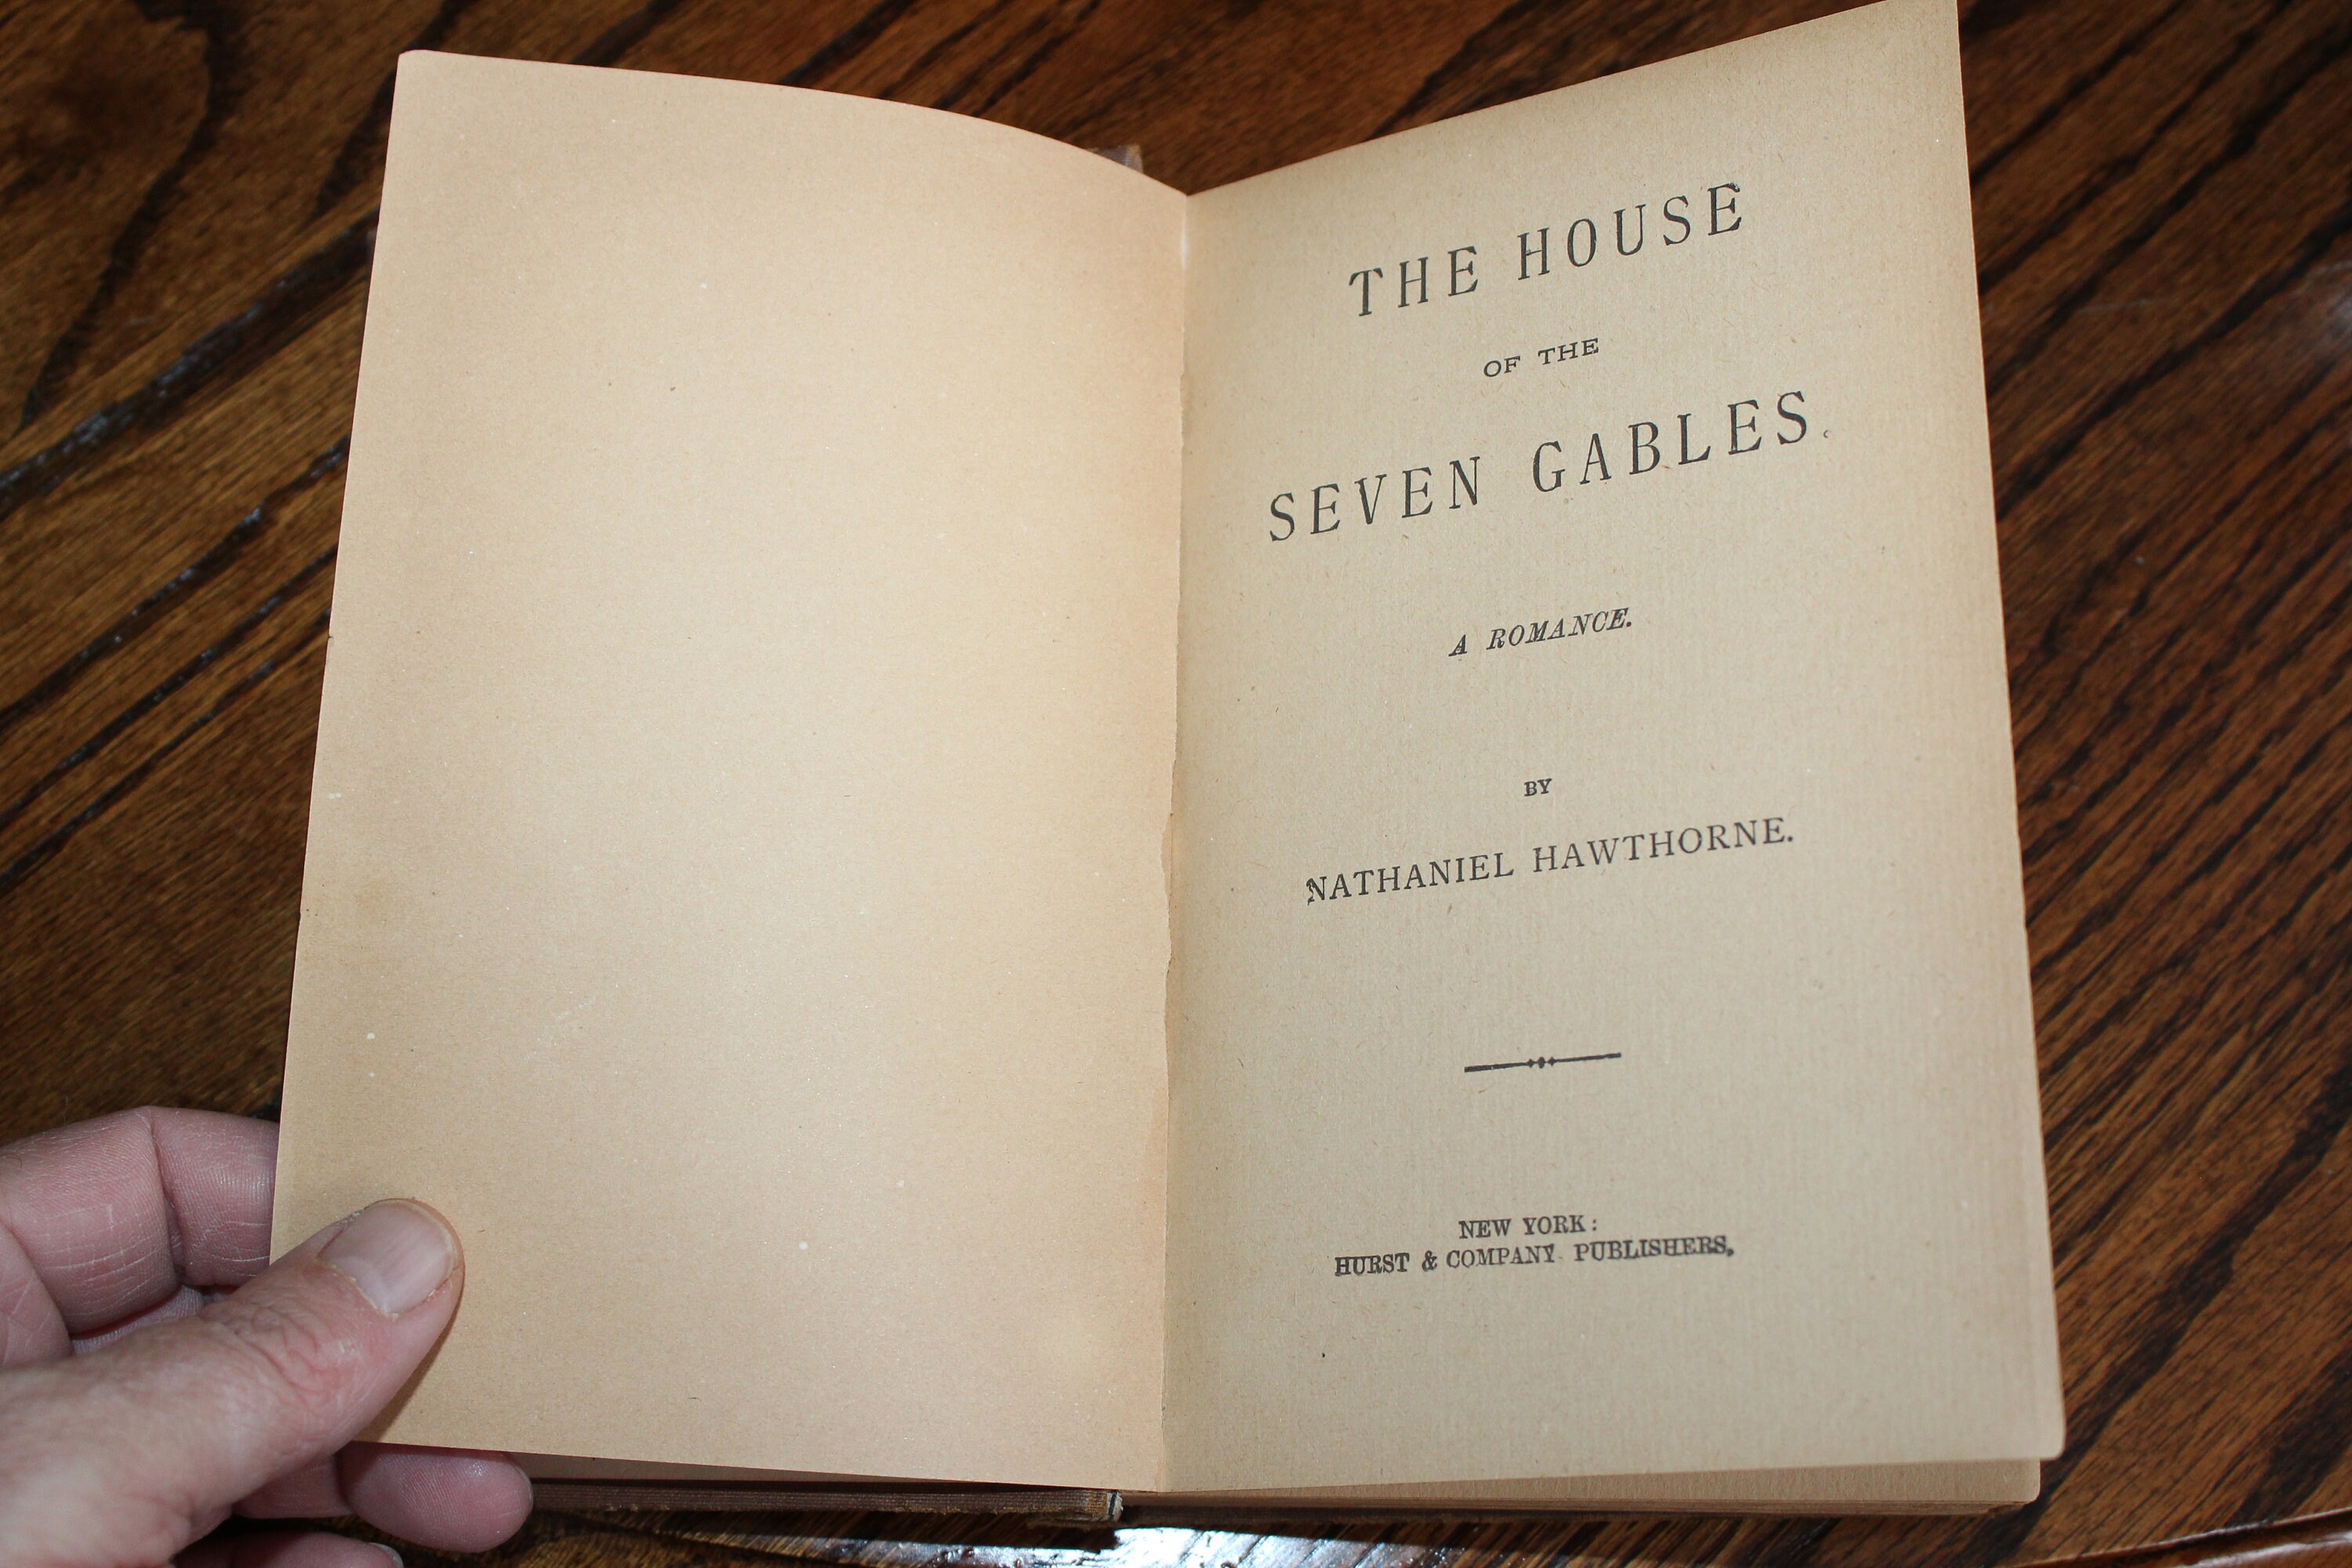 THE HOUSE
OF THE
SEVEN GABLES.
A ROMANCE.
BY
NATHANIEL HAWTHORNE.
NEW YORK:
HURST & COMPANY PUBLISHERS,